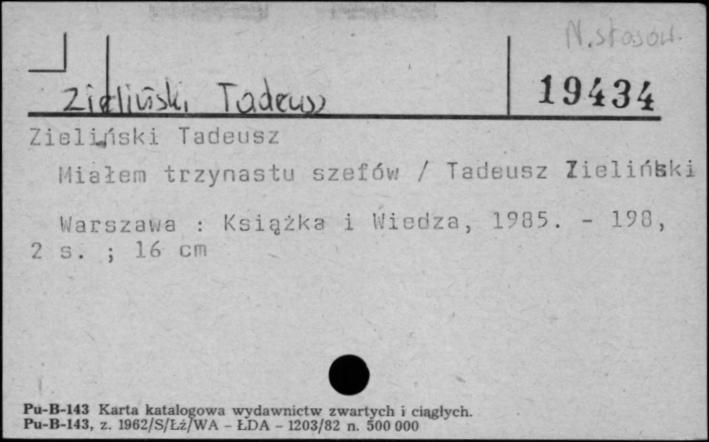 N.stosow.
Zieliński, Tadeusz
19434
Zieliński Tadeusz
Miałem trzynastu szefów / Tadeusz Zieliński
Warszawa : Książka i Wiedza, 1985. - 198,
2 s. ; 16 cm
Pu-B-143 Karta katalogowa wydawnictw zwartych i ciągłych.
Pu-B-143, z. 1962/S/Łż/WA - ŁDA - 1203/82 n. 500 000